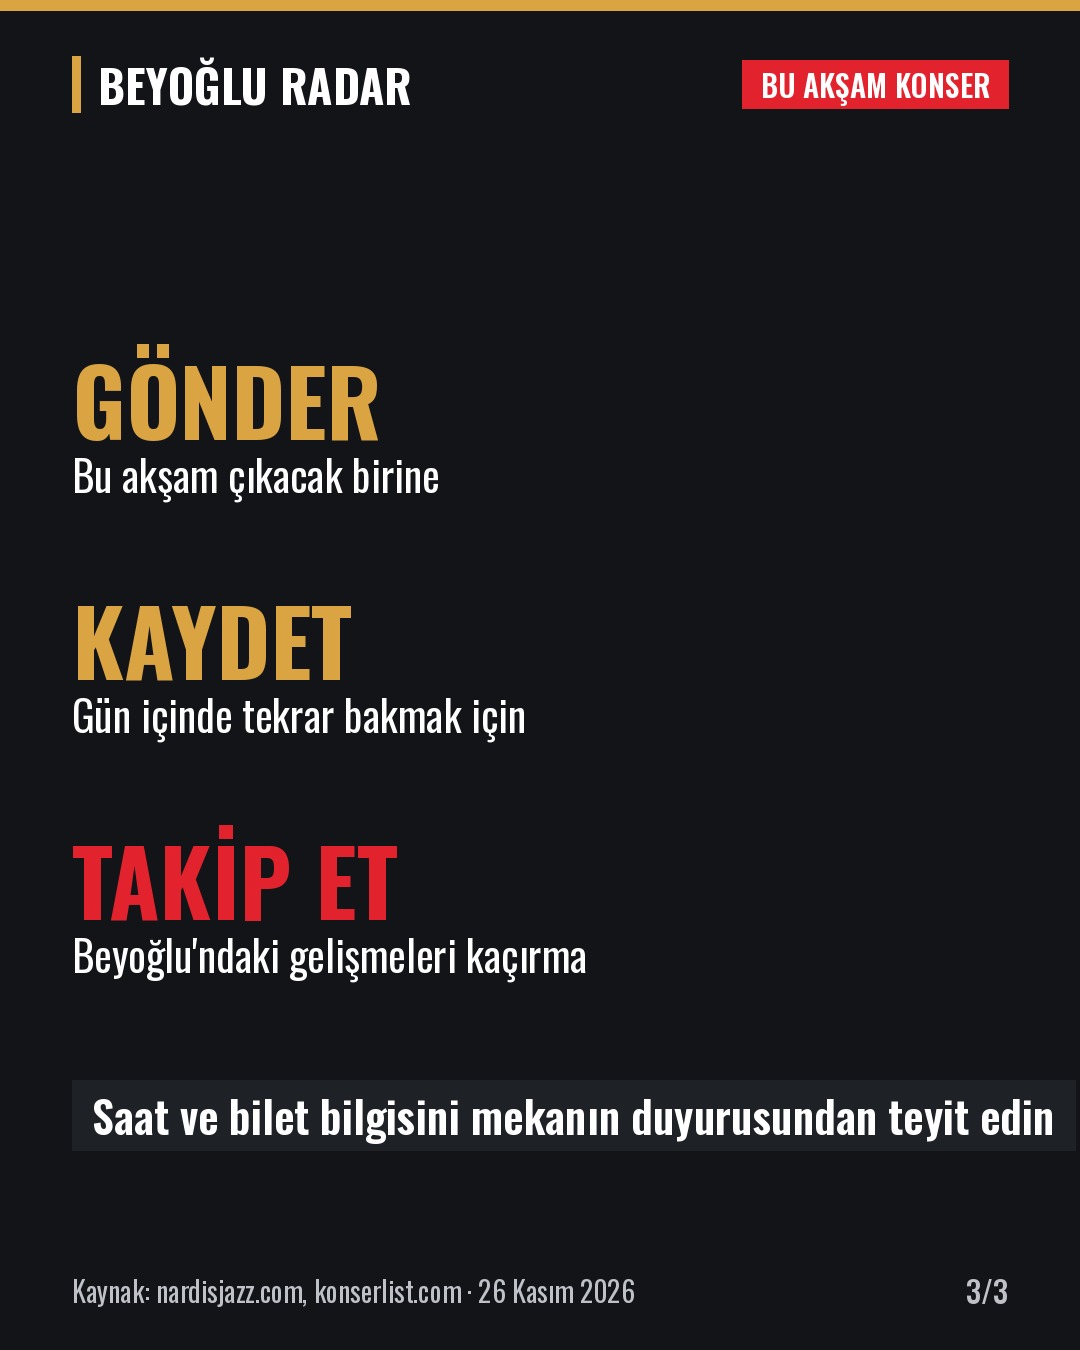 BEYOĞLU RADAR
BU AKŞAM KONSER
GÖNDER
Bu akşam çıkacak birine
KAYDET
Gün içinde tekrar bakmak için
TAKİP ET
Beyoğlu'ndaki gelişmeleri kaçırma
Saat ve bilet bilgisini mekanın duyurusundan teyit edin
Kaynak: nardisjazz.com, konserlist.com · 26 Kasım 2026
3/3